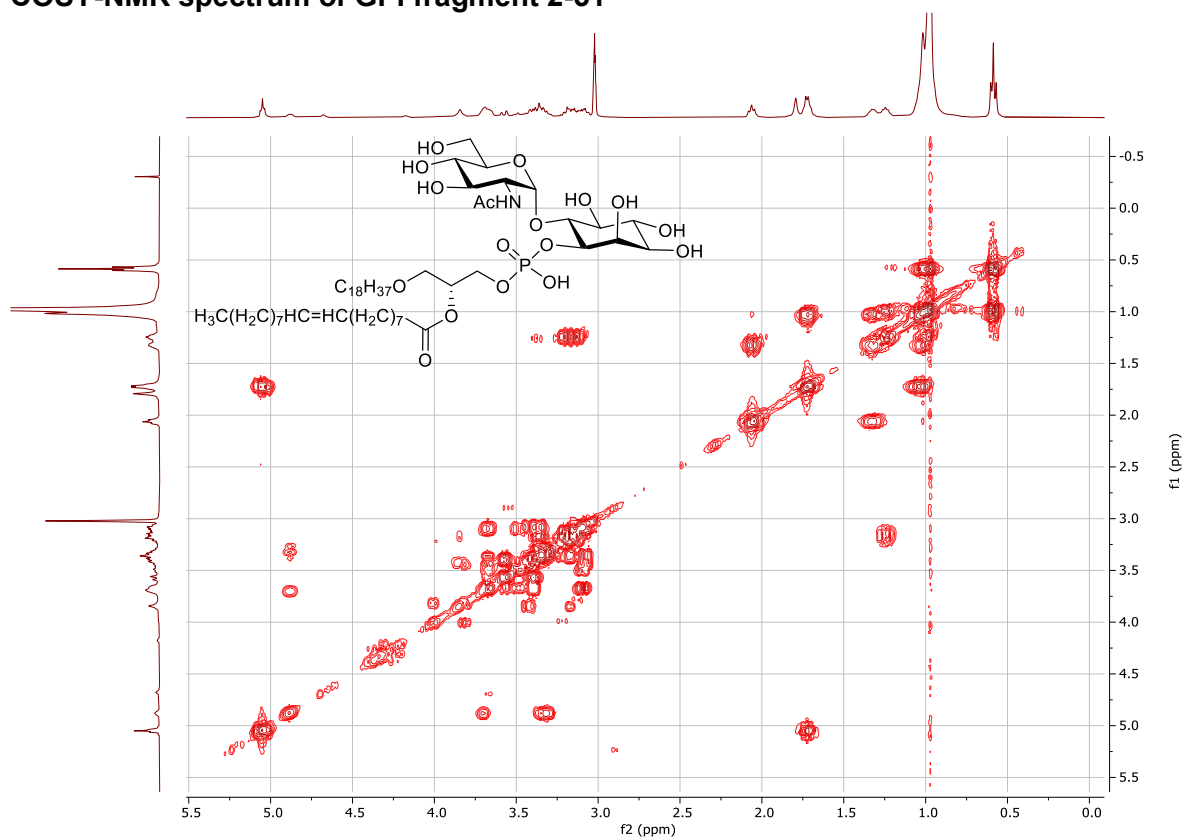 COSY-NMR spectrum of GPI fragment
HO
HO
O
HO
AcHN
HO
OH
O
OH
OH
O
O
P
O
OH
C18H37O
H3C(H2C)7HC=HC(H2C)7
O
O
-0.5
0.0
0.5
1.0
1.5
2.0
2.5
3.0
3.5
4.0
4.5
5.0
5.5
f1 (ppm)
5.5 5.0 4.5 4.0 3.5 3.0 2.5 2.0 1.5 1.0 0.5 0.0
f2 (ppm)